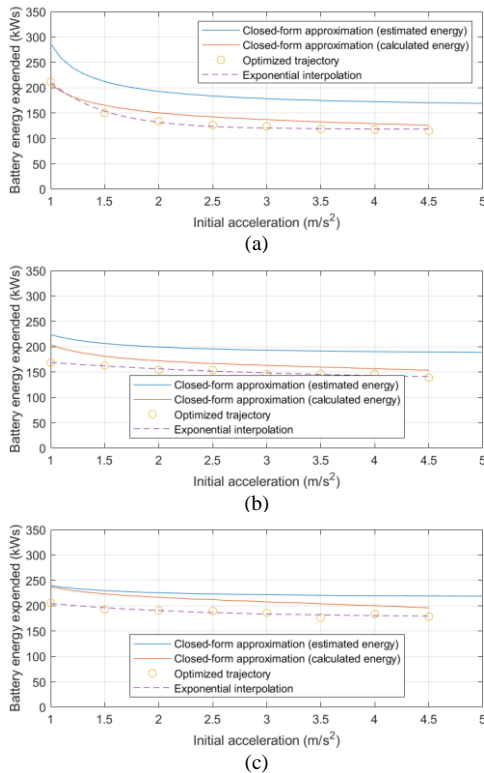 350
300
250
200
150
100
50
0
Battery energy expended (kWs)
Closed-form approximation (estimated energy)
Closed-form approximation (calculated energy)
Optimized trajectory
Exponential interpolation
1 1.5 2 2.5 3 3.5 4 4.5 5
Initial acceleration (m/s²)
(a)
350
300
250
200
150
100
50
0
Battery energy expended (kWs)
Closed-form approximation (estimated energy)
Closed-form approximation (calculated energy)
Optimized trajectory
Exponential interpolation
1 1.5 2 2.5 3 3.5 4 4.5 5
Initial acceleration (m/s²)
(b)
350
300
250
200
150
100
50
0
Battery energy expended (kWs)
Closed-form approximation (estimated energy)
Closed-form approximation (calculated energy)
Optimized trajectory
Exponential interpolation
1 1.5 2 2.5 3 3.5 4 4.5 5
Initial acceleration (m/s²)
(c)